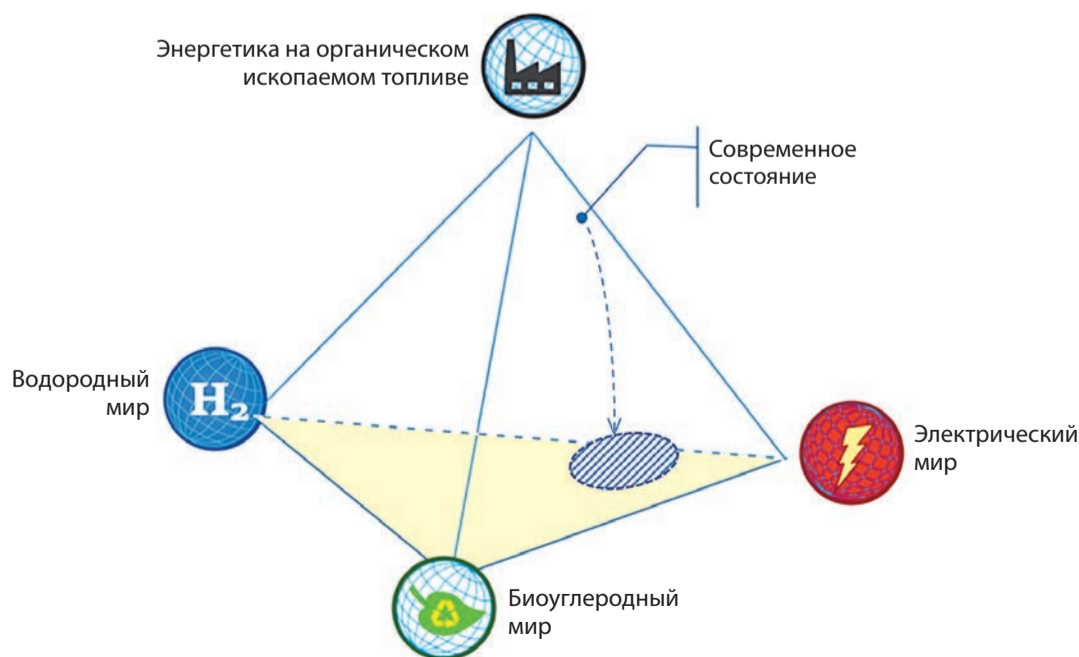 Энергетика на органическом
ископаемом топливе
Современное
состояние
Водородный
мир
H₂
Электрический
мир
Биоуглеродный
мир